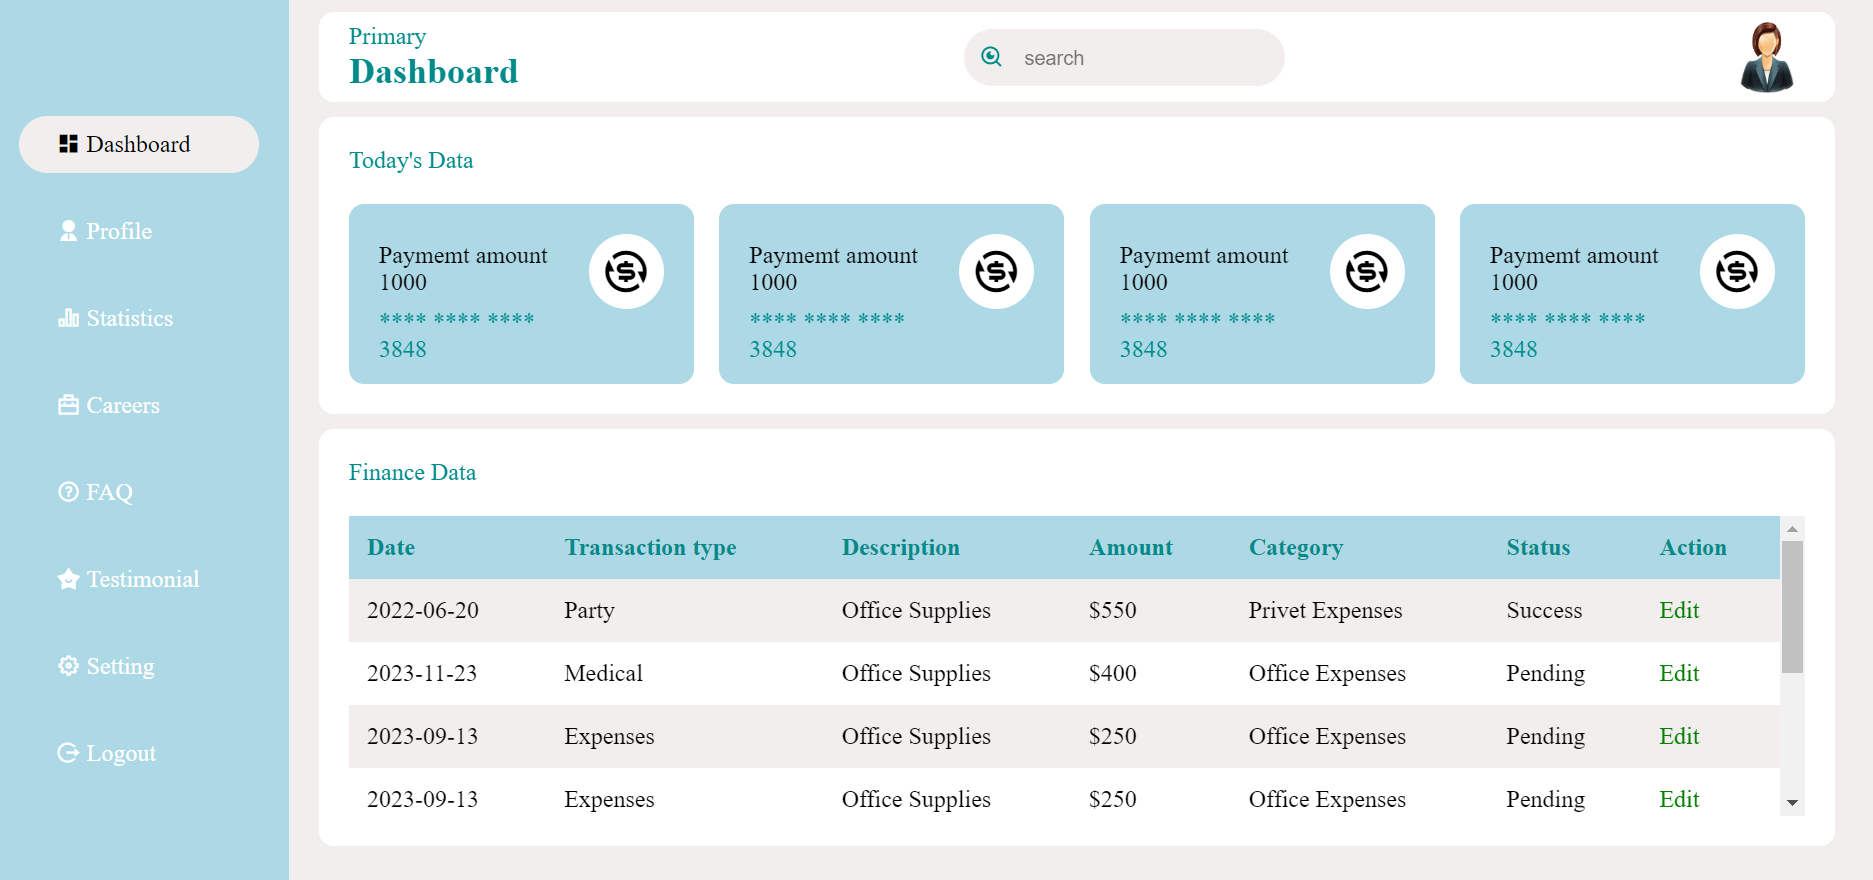 Dashboard
Profile
Statistics
Careers
FAQ
Testimonial
Setting
Logout
Primary
Dashboard
search
Today's Data
Paymemt amount
1000
**** **** ****
3848
Paymemt amount
1000
**** **** ****
3848
Paymemt amount
1000
**** **** ****
3848
Paymemt amount
1000
**** **** ****
3848
Finance Data
Date Transaction type Description Amount Category Status Action
2022-06-20 Party Office Supplies $550 Privet Expenses Success Edit
2023-11-23 Medical Office Supplies $400 Office Expenses Pending Edit
2023-09-13 Expenses Office Supplies $250 Office Expenses Pending Edit
2023-09-13 Expenses Office Supplies $250 Office Expenses Pending Edit